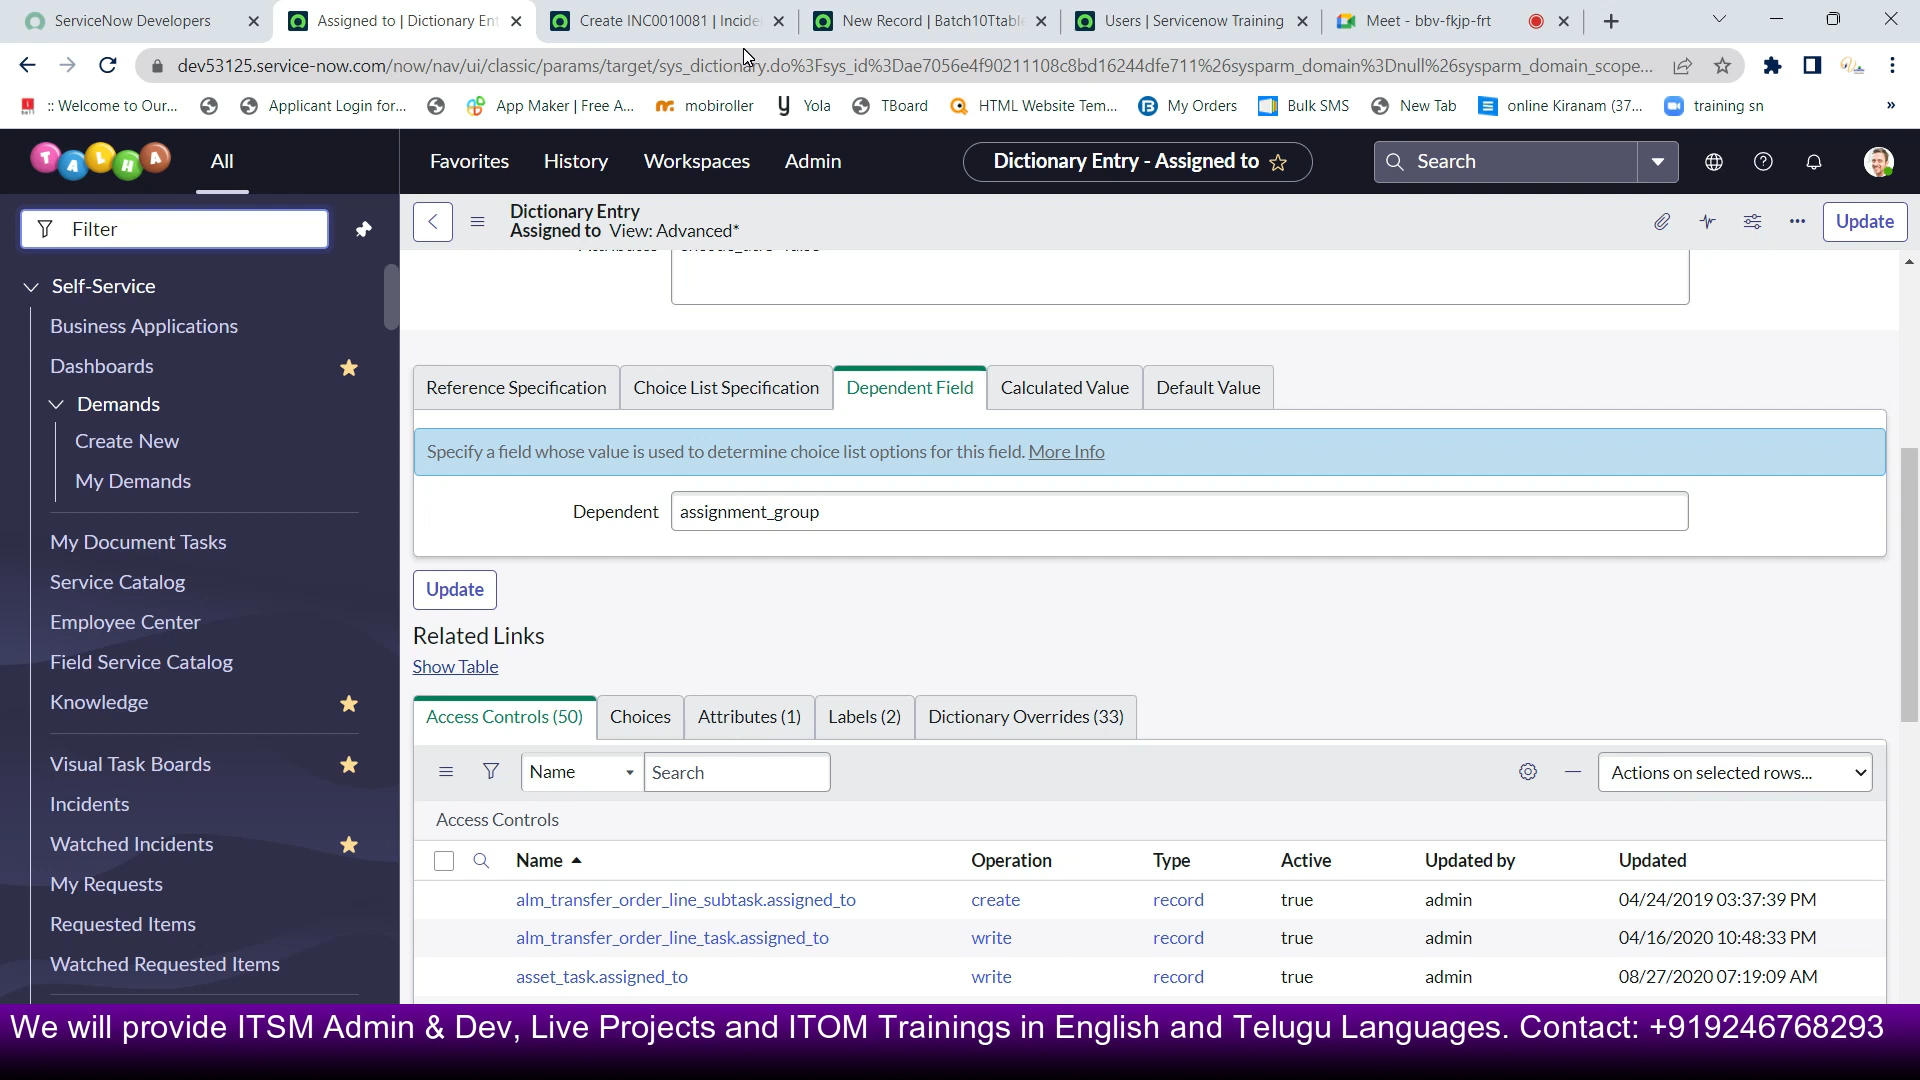 ServiceNow Developers
Assigned to | Dictionary Ent
Create INC0010081 | Incide
New Record | Batch10Ttable
Users | Servicenow Training
Meet - bbv-fkjp-frt
dev53125.service-now.com/now/nav/ui/classic/params/target/sys_dictionary.do%3Fsys_id%3Dae7056e4f90211108c8bd16244dfe711%26sysparm_domain%3Dnull%26sysparm_domain_scope...
:: Welcome to Our...
Applicant Login for...
App Maker | Free A...
mobiroller
Yola
TBoard
HTML Website Tem...
My Orders
Bulk SMS
New Tab
online Kiranam (37...
training sn
»
TALHA
All
Favorites
History
Workspaces
Admin
Dictionary Entry - Assigned to
Search
Filter
Dictionary Entry
Assigned to View: Advanced*
Update
Self-Service
Business Applications
Dashboards
Demands
Create New
My Demands
My Document Tasks
Service Catalog
Employee Center
Field Service Catalog
Knowledge
Visual Task Boards
Incidents
Watched Incidents
My Requests
Requested Items
Watched Requested Items
Reference Specification
Choice List Specification
Dependent Field
Calculated Value
Default Value
Specify a field whose value is used to determine choice list options for this field. More Info
Dependent
assignment_group
Update
Related Links
Show Table
Access Controls (50)
Choices
Attributes (1)
Labels (2)
Dictionary Overrides (33)
Name
Search
Actions on selected rows...
Access Controls
Name Operation Type Active Updated by Updated
alm_transfer_order_line_subtask.assigned_to create record true admin 04/24/2019 03:37:39 PM
alm_transfer_order_line_task.assigned_to write record true admin 04/16/2020 10:48:33 PM
asset_task.assigned_to write record true admin 08/27/2020 07:19:09 AM
We will provide ITSM Admin & Dev, Live Projects and ITOM Trainings in English and Telugu Languages. Contact: +919246768293